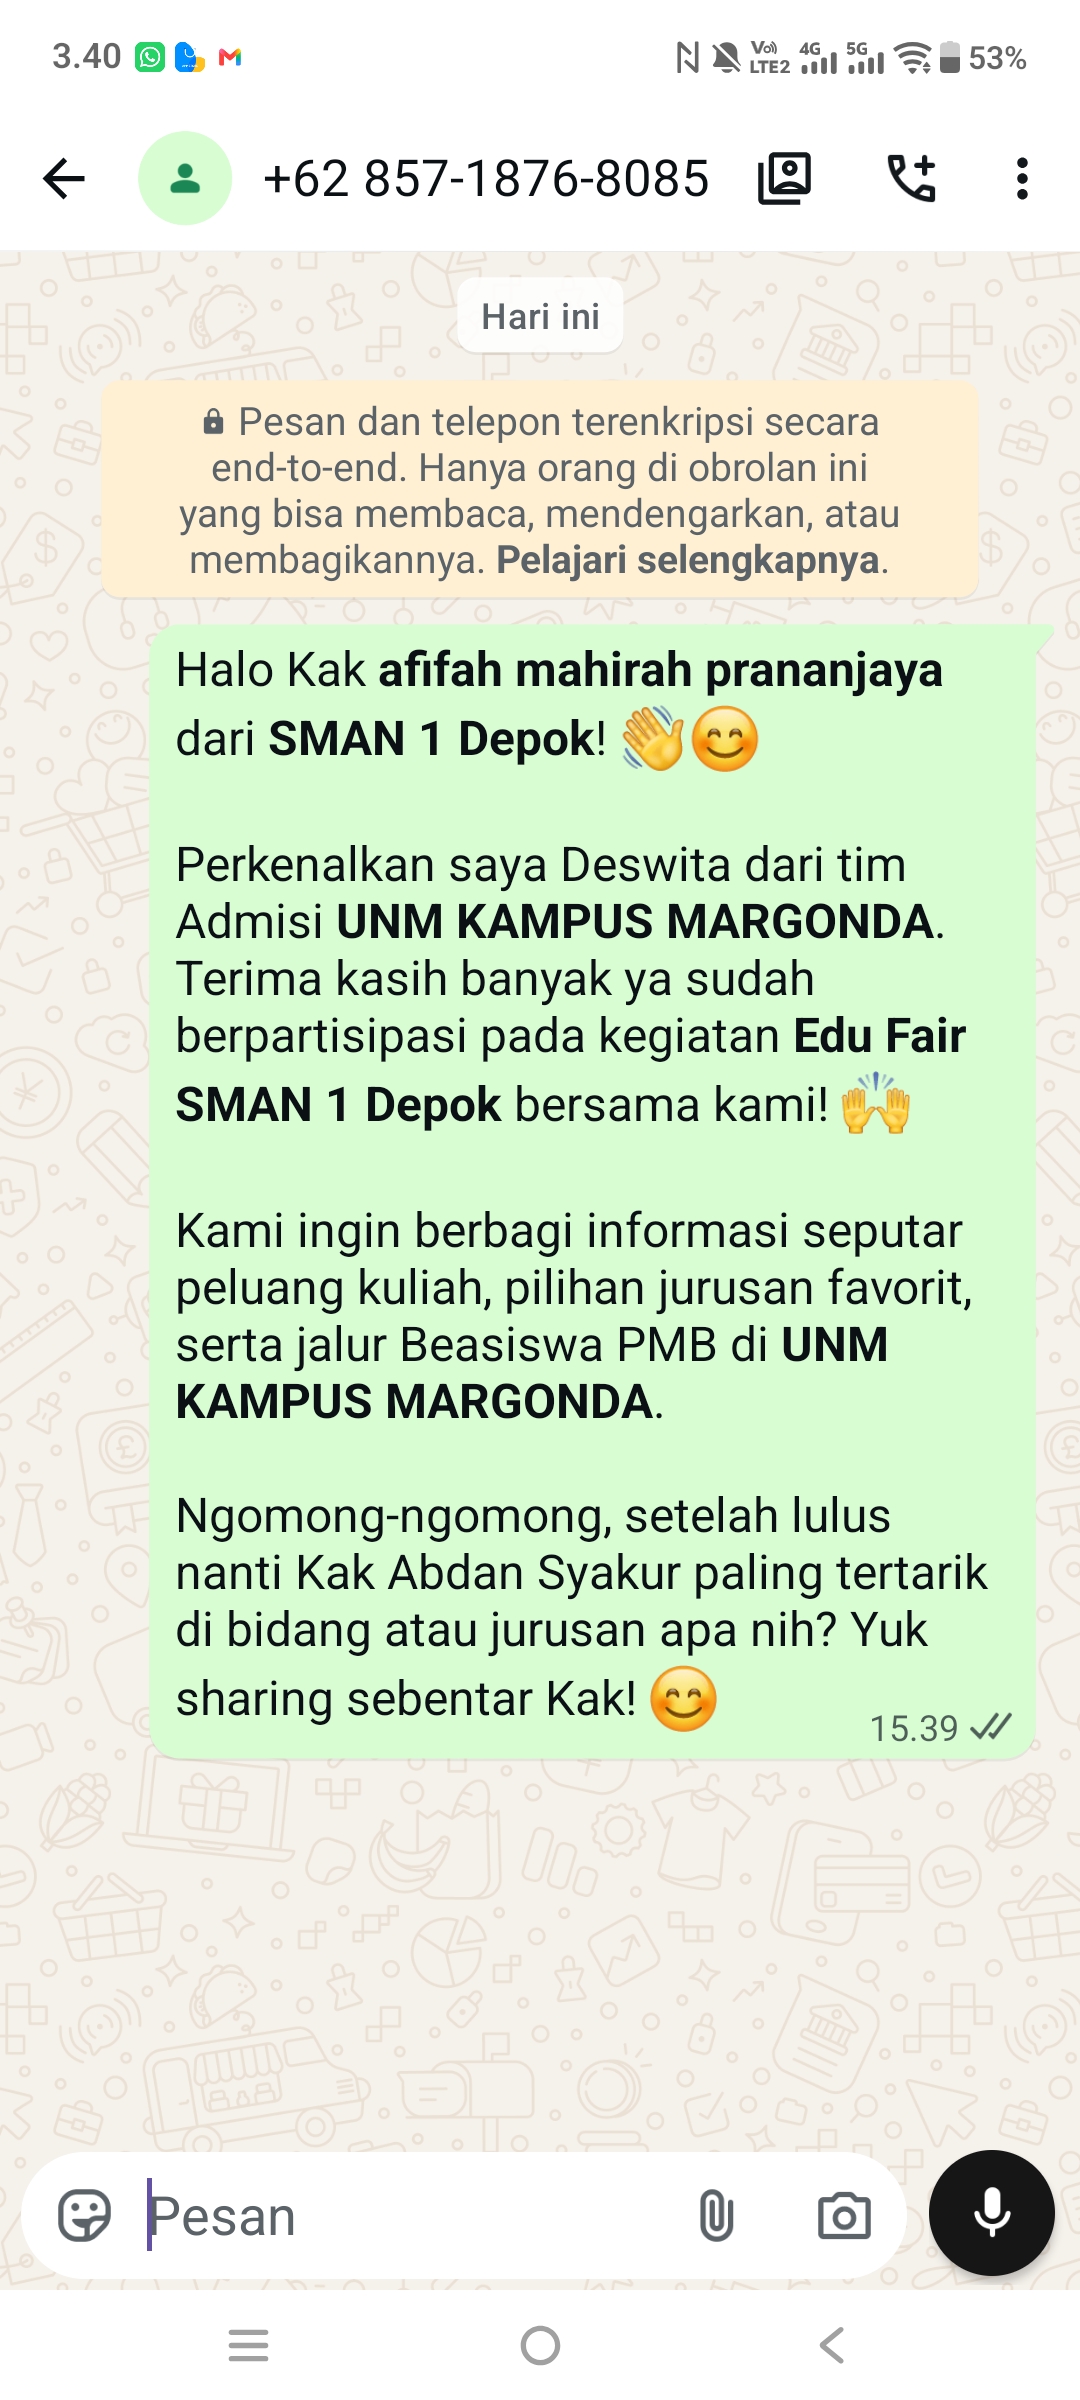 3.40
Vo)) LTE2 4G 5G 53%
+62 857-1876-8085
Hari ini
Pesan dan telepon terenkripsi secara
end-to-end. Hanya orang di obrolan ini
yang bisa membaca, mendengarkan, atau
membagikannya. Pelajari selengkapnya.
Halo Kak afifah mahirah prananjaya
dari SMAN 1 Depok! 👋😊
Perkenalkan saya Deswita dari tim
Admisi UNM KAMPUS MARGONDA.
Terima kasih banyak ya sudah
berpartisipasi pada kegiatan Edu Fair
SMAN 1 Depok bersama kami! 🙌
Kami ingin berbagi informasi seputar
peluang kuliah, pilihan jurusan favorit,
serta jalur Beasiswa PMB di UNM
KAMPUS MARGONDA.
Ngomong-ngomong, setelah lulus
nanti Kak Abdan Syakur paling tertarik
di bidang atau jurusan apa nih? Yuk
sharing sebentar Kak! 😊
15.39
Pesan